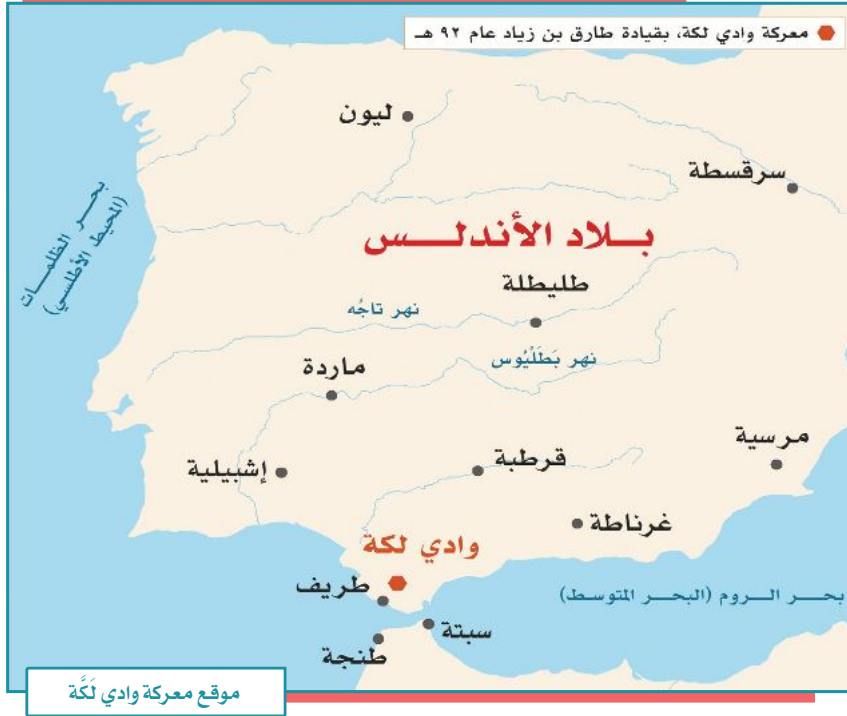 معركة وادي لكة، بقيادة طارق بن زياد عام ٩٢ هـ
ليون
سرقسطة
بحر الظلمات
(المحيط الأطلسي)
بلاد الأندلس
طليطلة
نهر تاجُه
نهر بَطَلْيُوس
ماردة
مرسية
قرطبة
إشبيلية
غرناطة
وادي لكة
طريف
بحر الروم (البحر المتوسط)
سبتة
طنجة
موقع معركة وادي لَكَّة